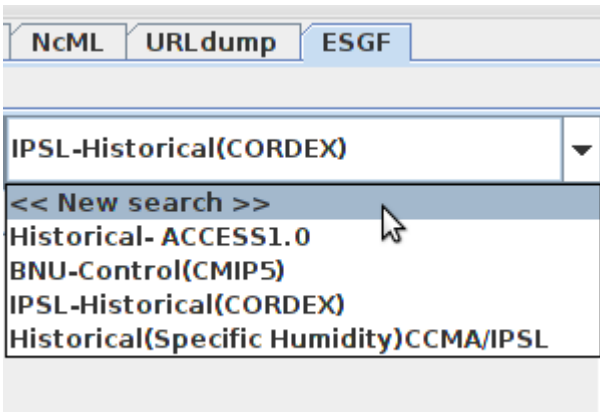 NcML URLdump ESGF
IPSL-Historical(CORDEX)
<< New search >>
Historical- ACCESS1.0
BNU-Control(CMIP5)
IPSL-Historical(CORDEX)
Historical(Specific Humidity)CCMA/IPSL